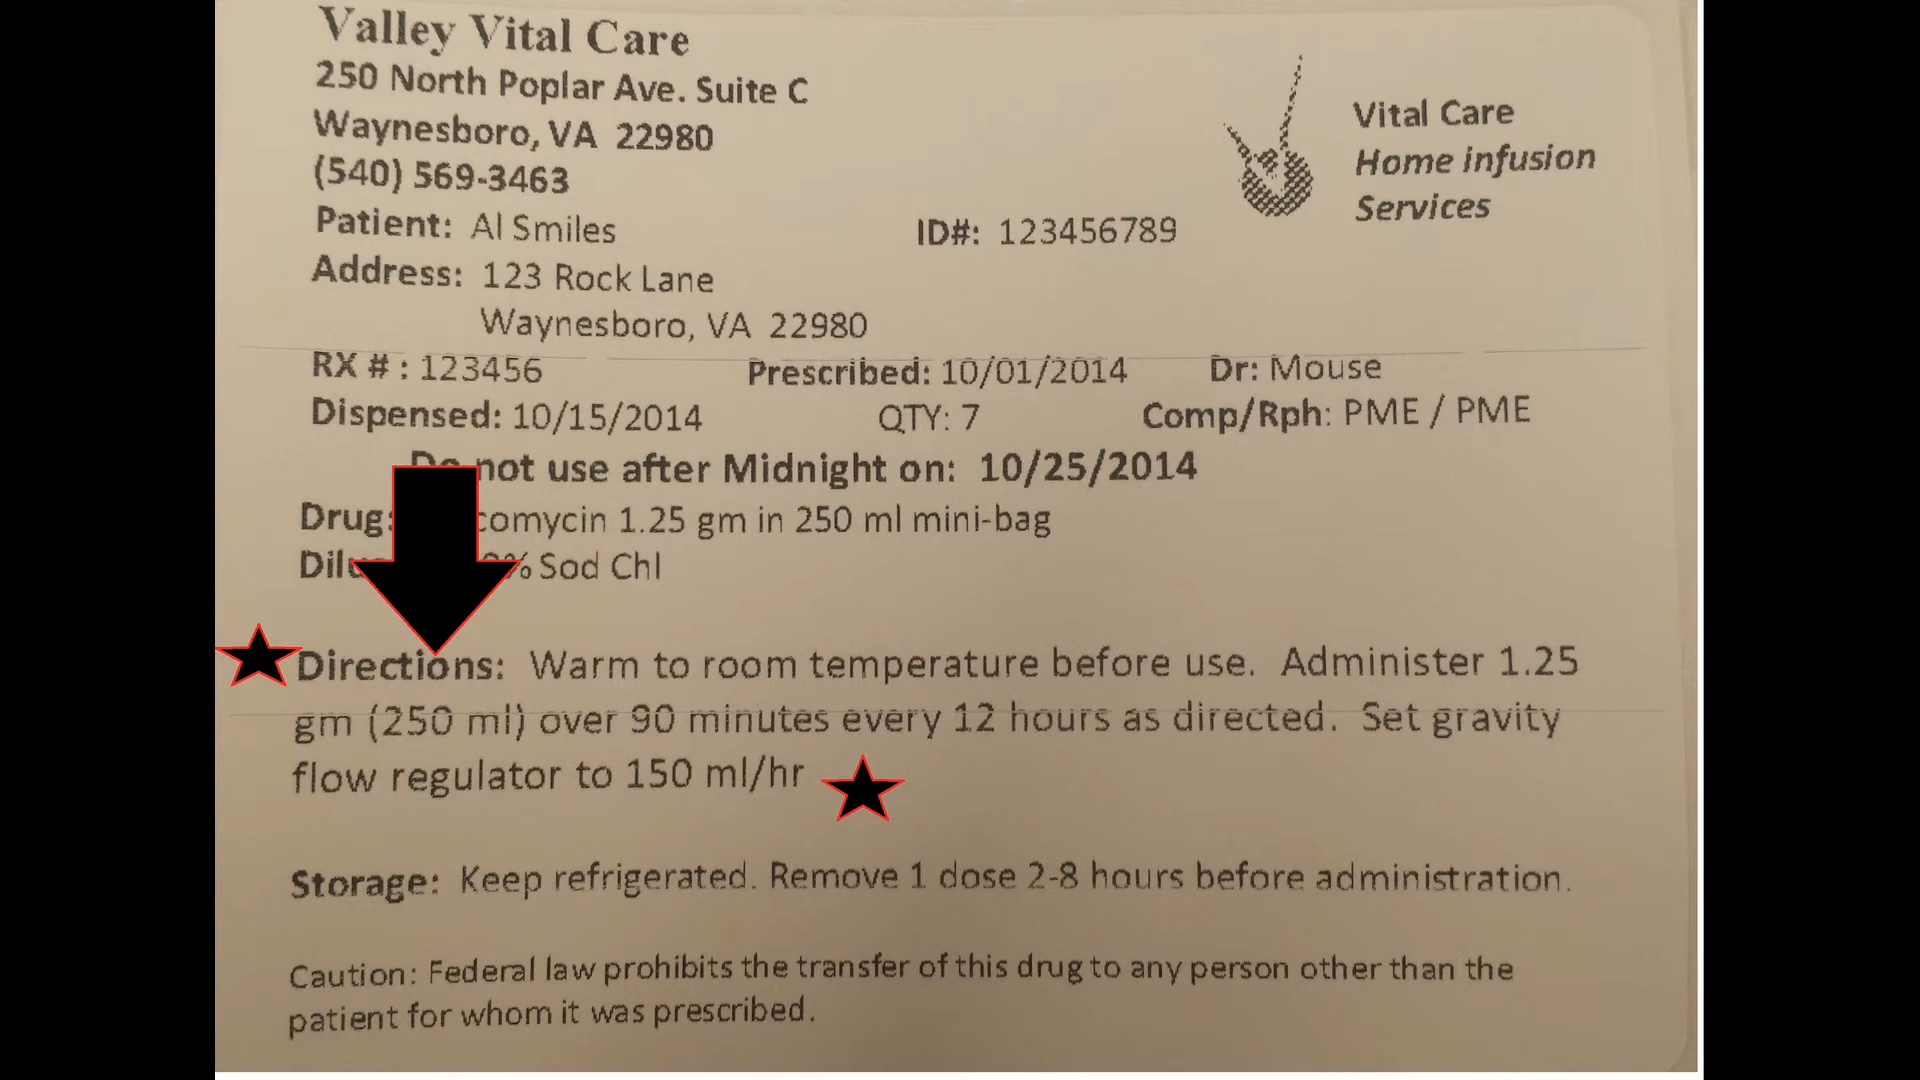 Valley Vital Care
250 North Poplar Ave. Suite C
Waynesboro, VA 22980
(540) 569-3463
Vital Care
Home infusion
Services
Patient: Al Smiles ID#: 123456789
Address: 123 Rock Lane
Waynesboro, VA 22980
RX # : 123456 Prescribed: 10/01/2014 Dr: Mouse
Dispensed: 10/15/2014 QTY: 7 Comp/Rph: PME / PME
Do not use after Midnight on: 10/25/2014
Drug: 1.25 gm in 250 ml mini-bag
Sod Chl
Directions: Warm to room temperature before use. Administer 1.25
gm (250 ml) over 90 minutes every 12 hours as directed. Set gravity
flow regulator to 150 ml/hr
Storage: Keep refrigerated. Remove 1 dose 2-8 hours before administration.
Caution: Federal law prohibits the transfer of this drug to any person other than the
patient for whom it was prescribed.